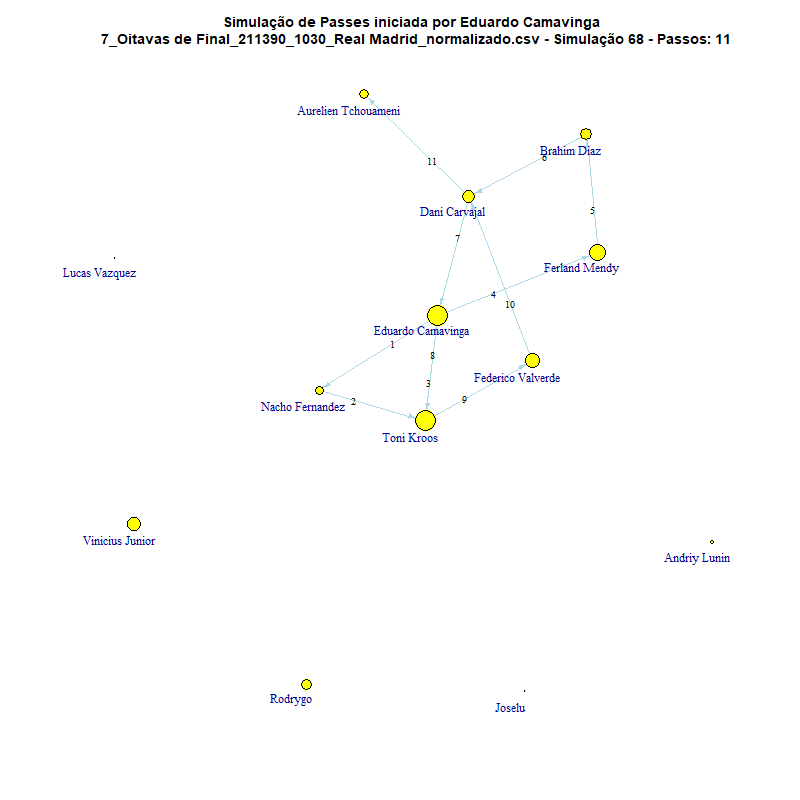 Simulação de Passes iniciada por Eduardo Camavinga
7_Oitavas de Final_211390_1030_Real Madrid_normalizado.csv - Simulação 68 - Passos: 11
Aurelien Tchouameni
Brahim Diaz
11
6
Dani Carvajal
5
7
Lucas Vazquez
Ferland Mendy
4
10
Eduardo Camavinga
1
8
Federico Valverde
3
2
9
Nacho Fernandez
Toni Kroos
Vinicius Junior
Andriy Lunin
Rodrygo
Joselu